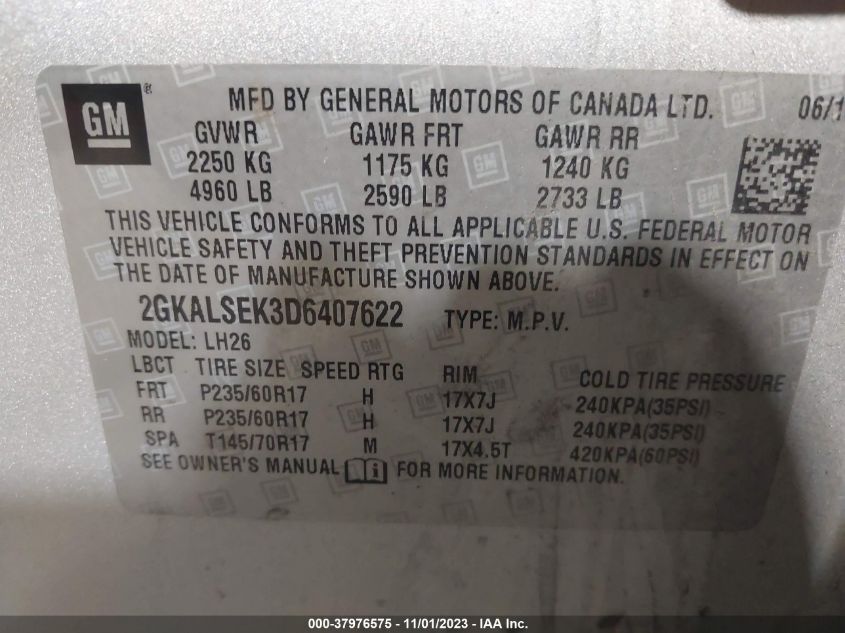 GM ®
MFD BY GENERAL MOTORS OF CANADA LTD. 06/1
GVWR GAWR FRT GAWR RR
2250 KG 1175 KG 1240 KG
4960 LB 2590 LB 2733 LB
THIS VEHICLE CONFORMS TO ALL APPLICABLE U.S. FEDERAL MOTOR
VEHICLE SAFETY AND THEFT PREVENTION STANDARDS IN EFFECT ON
THE DATE OF MANUFACTURE SHOWN ABOVE.
2GKALSEK3D6407622 TYPE: M.P.V.
MODEL: LH26
LBCT TIRE SIZE SPEED RTG RIM COLD TIRE PRESSURE
FRT P235/60R17 H 17X7J 240KPA(35PSI)
RR P235/60R17 H 17X7J 240KPA(35PSI)
SPA T145/70R17 M 17X4.5T 420KPA(60PSI)
SEE OWNER'S MANUAL FOR MORE INFORMATION.
000-37976575 - 11/01/2023 - IAA Inc.